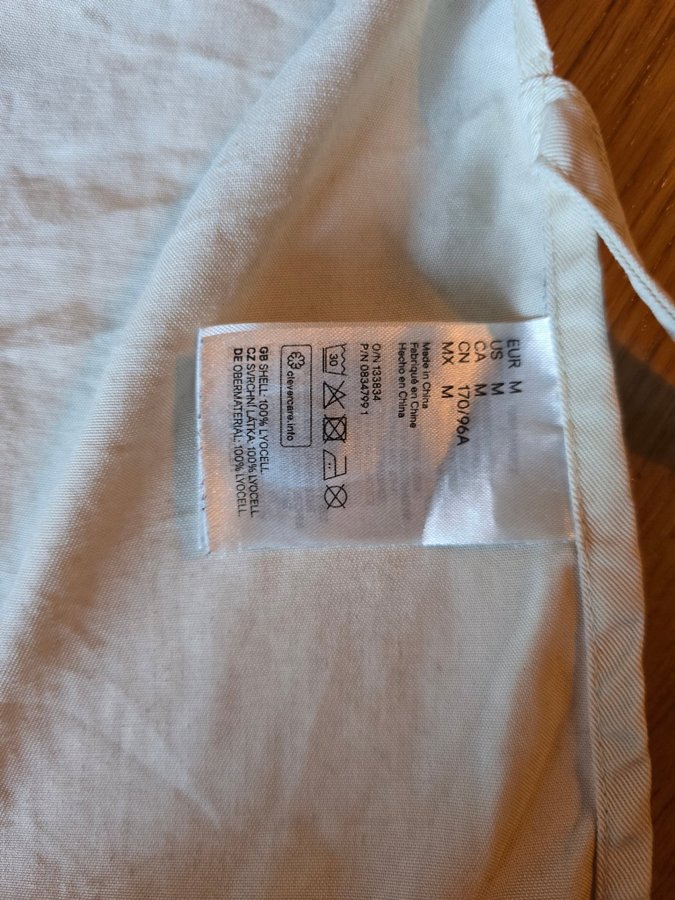 EUR M
US M
CA M
CN 170/96A
MX M
Made in China
Fabriqué en Chine
Hecho en China
O/N 133834
P/N 0834799 1
30
clevercare.info
GB SHELL: 100% LYOCELL
CZ SVRCHNÍ LÁTKA: 100% LYOCELL
DE OBERMATERIAL: 100% LYOCELL